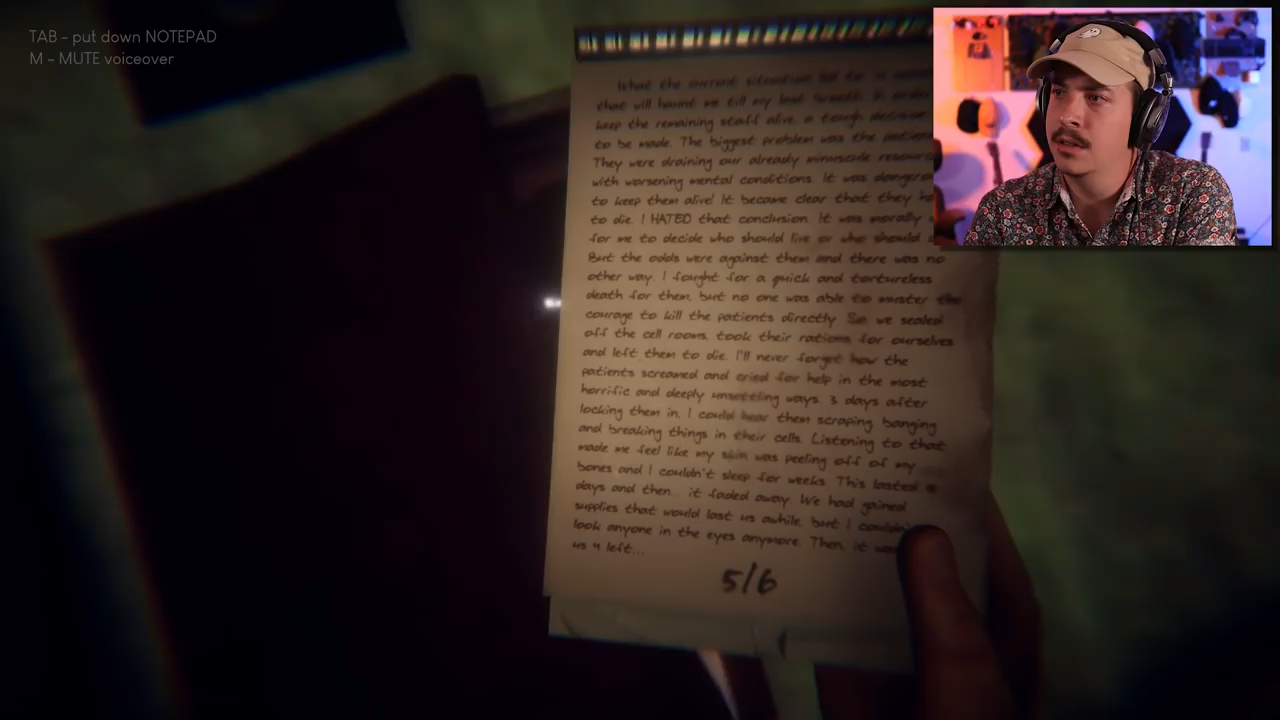 TAB - put down NOTEPAD
M - MUTE voiceover
What the current situation led to is
that will haunt me till my last breath. In order
keep the remaining staff alive, a tough decision
to be made. The biggest problem was the patients
They were draining our already minuscule resources
with worsening mental conditions. It was dangerous
to keep them alive! It became clear that they ha
to die. I HATED that conclusion. It was morally
for me to decide who should live or who should
But the odds were against them and there was no
other way. I fought for a quick and tortureless
death for them, but no one was able to muster the
courage to kill the patients directly. So, we sealed
off the cell rooms, took their rations for ourselves
and left them to die. I'll never forget how the
patients screamed and cried for help in the most
horrific and deeply unsettling ways. 3 days after
locking them in, I could hear them scraping, banging
and breaking things in their cells. Listening to that
made me feel like my skin was peeling off of my
bones and I couldn't sleep for weeks. This lasted
days and then... it faded away. We had gained
supplies that would last us awhile, but I couldn't
look anyone in the eyes anymore. Then, it was
us 4 left...
5/6